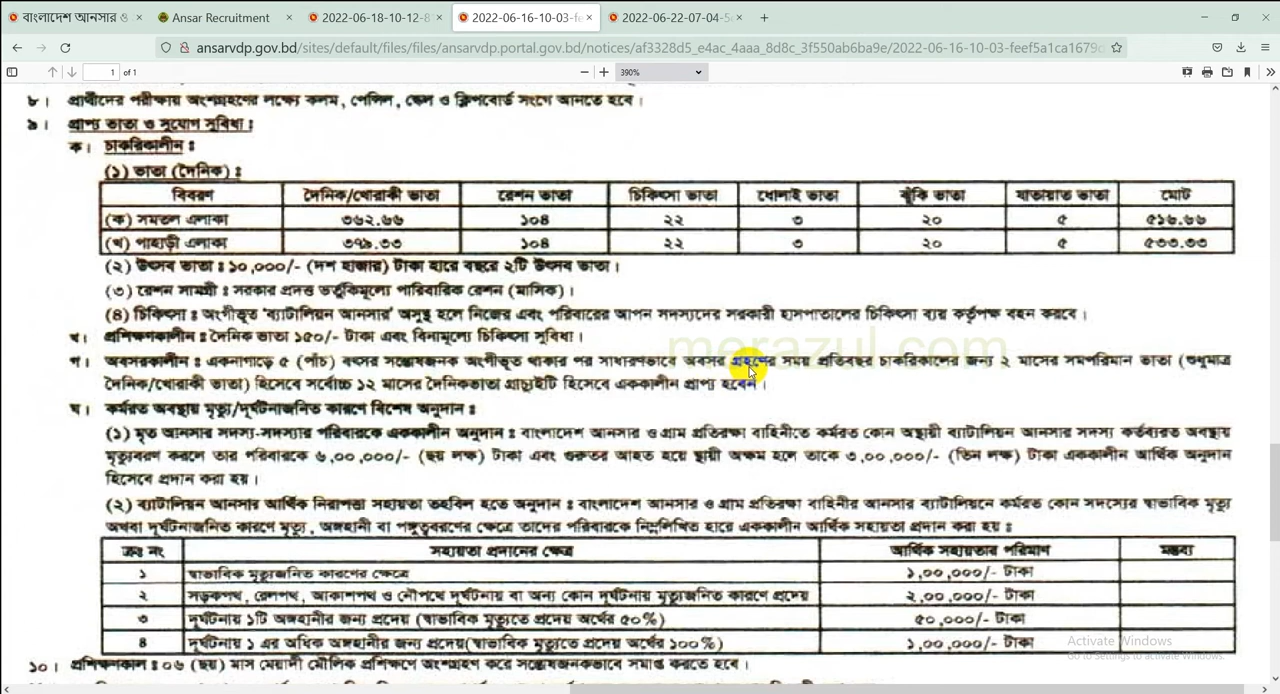 বাংলাদেশ আনসার ও
Ansar Recruitment
2022-06-18-10-12-8
2022-06-16-10-03-fe
2022-06-22-07-04-5
ansarvdp.gov.bd/sites/default/files/files/ansarvdp.portal.gov.bd/notices/af3328d5_e4ac_4aaa_8d8c_3f550ab6ba9e/2022-06-16-10-03-feef5a1ca1679
1 of 1
390%
৮। প্রার্থীদের পরীক্ষায় অংশগ্রহণের লক্ষ্যে কলম, পেন্সিল, স্কেল ও ক্লিপবোর্ড সংগে আনতে হবে।
৯। প্রাপ্য ভাতা ও সুযোগ সুবিধা ঃ
ক। চাকরিকালীন ঃ
(১) ভাতা (দৈনিক) ঃ
বিবরণ দৈনিক/খোরাকী ভাতা রেশন ভাতা চিকিৎসা ভাতা ধোলাই ভাতা ঝুঁকি ভাতা যাতায়াত ভাতা মোট
(ক) সমতল এলাকা ৩৬২.৬৬ ১০৪ ২২ ৩ ২০ ৫ ৫১৬.৬৬
(খ) পাহাড়ী এলাকা ৩৭৯.৩৩ ১০৪ ২২ ৩ ২০ ৫ ৫৩৩.৩৩
(২) উৎসব ভাতা ঃ ১০,০০০/- (দশ হাজার) টাকা হারে বছরে ২টি উৎসব ভাতা।
(৩) রেশন সামগ্রী ঃ সরকার প্রদত্ত ভর্তুকিমূল্যে পারিবারিক রেশন (মাসিক)।
(৪) চিকিৎসা ঃ অংগীভূত 'ব্যাটালিয়ন আনসার' অসুস্থ হলে নিজের এবং পরিবারের আপন সদস্যদের সরকারী হাসপাতালের চিকিৎসা ব্যয় কর্তৃপক্ষ বহন করবে।
খ। প্রশিক্ষণকালীন ঃ দৈনিক ভাতা ১৫০/- টাকা এবং বিনামূল্যে চিকিৎসা সুবিধা।
merazul.com
গ। অবসরকালীন ঃ একনাগাড়ে ৫ (পাঁচ) বৎসর সন্তোষজনক অংগীভূত থাকার পর সাধারণভাবে অবসর গ্রহণের সময় প্রতিবছর চাকরিকালের জন্য ২ মাসের সমপরিমান ভাতা (শুধুমাত্র
দৈনিক/খোরাকী ভাতা) হিসেবে সর্বোচ্চ ১২ মাসের দৈনিকভাতা গ্রাচ্যুইটি হিসেবে এককালীন প্রাপ্য হবেন।
ঘ। কর্মরত অবস্থায় মৃত্যু/দূর্ঘটনাজনিত কারণে বিশেষ অনুদান ঃ
(১) মৃত আনসার সদস্য-সদস্যার পরিবারকে এককালীন অনুদান ঃ বাংলাদেশ আনসার ও গ্রাম প্রতিরক্ষা বাহিনীতে কর্মরত কোন অস্থায়ী ব্যাটালিয়ন আনসার সদস্য কর্তব্যরত অবস্থায়
মৃত্যুবরণ করলে তার পরিবারকে ৬,০০,০০০/- (ছয় লক্ষ) টাকা এবং গুরুতর আহত হয়ে স্থায়ী অক্ষম হলে তাকে ৩,০০,০০০/- (তিন লক্ষ) টাকা এককালীন আর্থিক অনুদান
হিসেবে প্রদান করা হয়।
(২) ব্যাটালিয়ন আনসার আর্থিক নিরাপত্তা সহায়তা তহবিল হতে অনুদান ঃ বাংলাদেশ আনসার ও গ্রাম প্রতিরক্ষা বাহিনীর আনসার ব্যাটালিয়নে কর্মরত কোন সদস্যের স্বাভাবিক মৃত্যু
অথবা দূর্ঘটনাজনিত কারণে মৃত্যু, অঙ্গহানী বা পঙ্গুত্ববরণের ক্ষেত্রে তাদের পরিবারকে নিম্নলিখিত হারে এককালীন আর্থিক সহায়তা প্রদান করা হয় ঃ
ক্রঃ নং সহায়তা প্রদানের ক্ষেত্র আর্থিক সহায়তার পরিমাণ মন্তব্য
১ স্বাভাবিক মৃত্যুজনিত কারণের ক্ষেত্রে ১,০০,০০০/- টাকা
২ সড়কপথ, রেলপথ, আকাশপথ ও নৌপথে দূর্ঘটনায় বা অন্য কোন দূর্ঘটনায় মৃত্যুজনিত কারণে প্রদেয় ২,০০,০০০/- টাকা
৩ দূর্ঘটনায় ১টি অঙ্গহানীর জন্য প্রদেয় (স্বাভাবিক মৃত্যুতে প্রদেয় অর্থের ৫০%) ৫০,০০০/- টাকা
৪ দূর্ঘটনায় ১ এর অধিক অঙ্গহানীর জন্য প্রদেয়(স্বাভাবিক মৃত্যুতে প্রদেয় অর্থের ১০০%) ১,০০,০০০/- টাকা
Activate Windows
Go to Settings to activate Windows.
১০। প্রশিক্ষণকাল ঃ ০৬ (ছয়) মাস মেয়াদী মৌলিক প্রশিক্ষণে অংশগ্রহণ করে সন্তোষজনকভাবে সমাপ্ত করতে হবে।